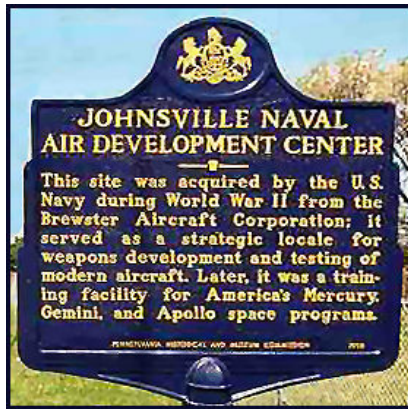 JOHNSVILLE NAVAL
AIR DEVELOPMENT CENTER
This site was acquired by the U.S.
Navy during World War II from the
Brewster Aircraft Corporation; it
served as a strategic locale for
weapons development and testing of
modern aircraft. Later, it was a train-
ing facility for America's Mercury,
Gemini, and Apollo space programs.
PENNSYLVANIA HISTORICAL AND MUSEUM COMMISSION